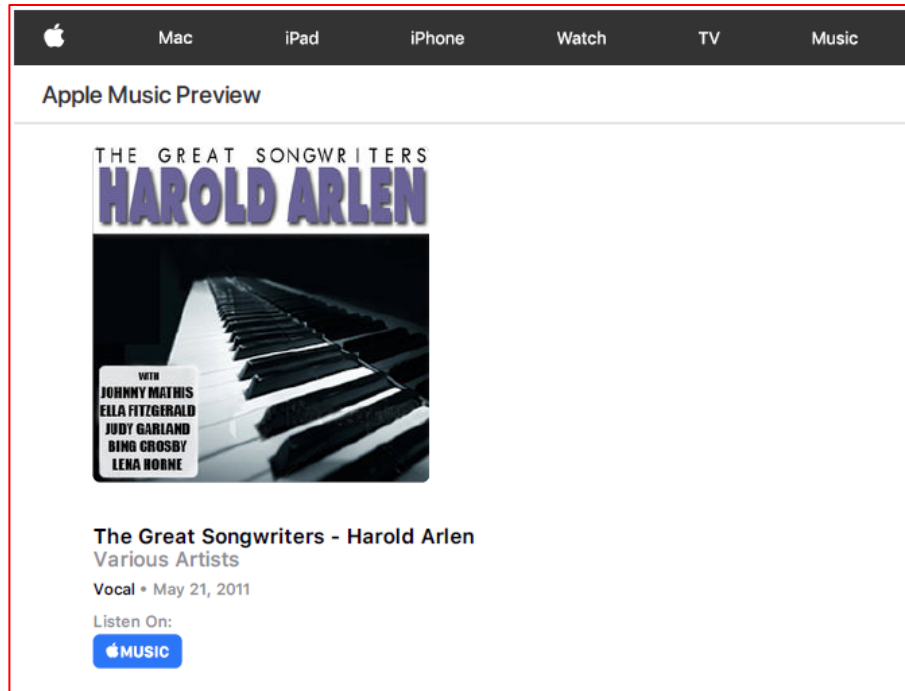 Mac iPad iPhone Watch TV Music
Apple Music Preview
THE GREAT SONGWRITERS
HAROLD ARLEN
WITH
JOHNNY MATHIS
ELLA FITZGERALD
JUDY GARLAND
BING CROSBY
LENA HORNE
The Great Songwriters - Harold Arlen
Various Artists
Vocal • May 21, 2011
Listen On:
MUSIC